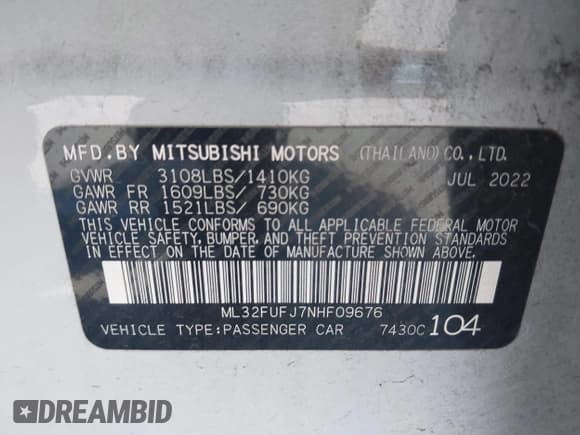 MFD.BY MITSUBISHI MOTORS (THAILAND)CO.,LTD.
GVWR 3108LBS/1410KG JUL 2022
GAWR FR 1609LBS/ 730KG
GAWR RR 1521LBS/ 690KG
THIS VEHICLE CONFORMS TO ALL APPLICABLE FEDERAL MOTOR
VEHICLE SAFETY, BUMPER, AND THEFT PREVENTION STANDARDS
IN EFFECT ON THE DATE OF MANUFACTURE SHOWN ABOVE.
ML32FUFJ7NHF09676
VEHICLE TYPE:PASSENGER CAR 7430C 104
DREAMBID